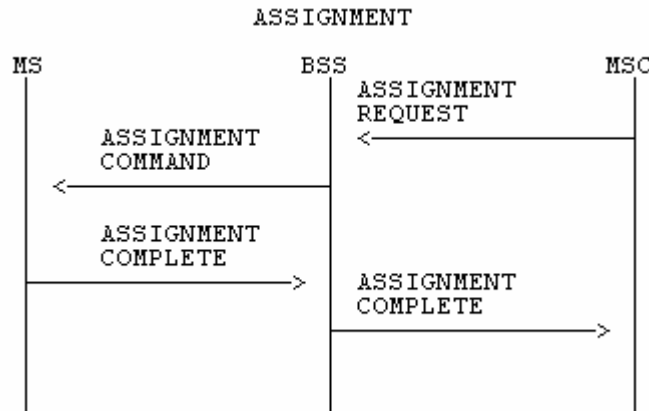 ASSIGNMENT
MS BSS MSC
ASSIGNMENT
REQUEST
ASSIGNMENT
COMMAND
ASSIGNMENT
COMPLETE
ASSIGNMENT
COMPLETE